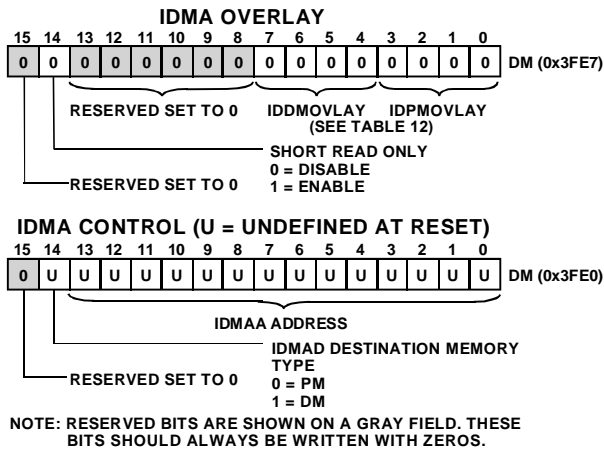 IDMA OVERLAY
15 14 13 12 11 10 9 8 7 6 5 4 3 2 1 0
0 0 0 0 0 0 0 0 0 0 0 0 0 0 0 0 DM (0x3FE7)
RESERVED SET TO 0 IDDMOVLAY IDPMOVLAY
(SEE TABLE 12)
SHORT READ ONLY
0 = DISABLE
RESERVED SET TO 0 1 = ENABLE
IDMA CONTROL (U = UNDEFINED AT RESET)
15 14 13 12 11 10 9 8 7 6 5 4 3 2 1 0
0 U U U U U U U U U U U U U U U DM (0x3FE0)
IDMAA ADDRESS
IDMAD DESTINATION MEMORY
TYPE
RESERVED SET TO 0 0 = PM
1 = DM
NOTE: RESERVED BITS ARE SHOWN ON A GRAY FIELD. THESE
BITS SHOULD ALWAYS BE WRITTEN WITH ZEROS.